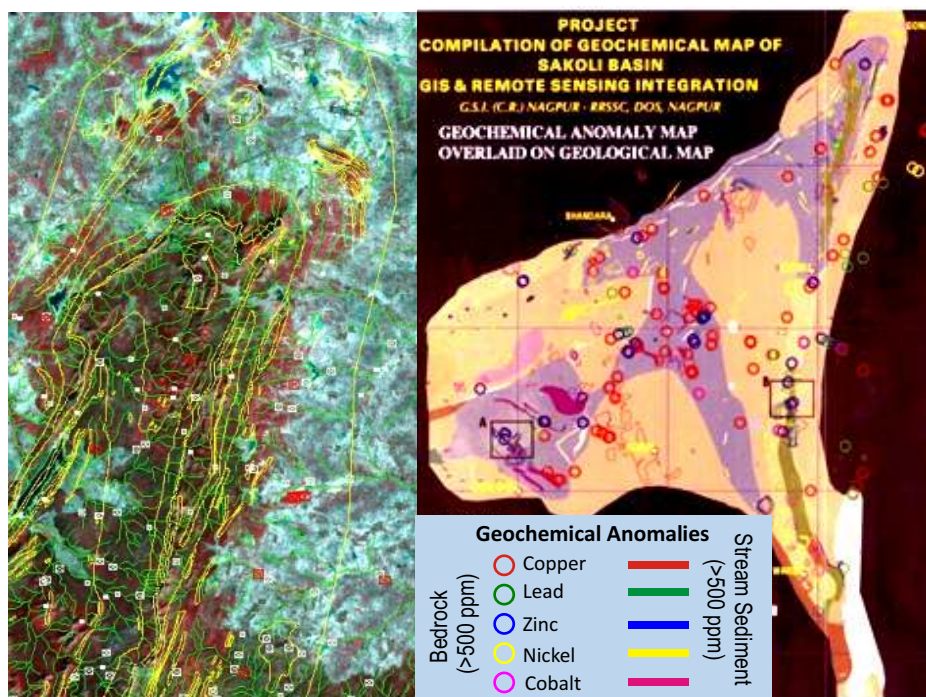 PROJECT
COMPILATION OF GEOCHEMICAL MAP OF
SAKOLI BASIN
GIS & REMOTE SENSING INTEGRATION
G.S.I. (C.R.) NAGPUR - RRSSC, DOS, NAGPUR
GEOCHEMICAL ANOMALY MAP
OVERLAID ON GEOLOGICAL MAP
BHANDARA
B
A
Geochemical Anomalies
Bedrock
(>500 ppm)
Copper
Lead
Zinc
Nickel
Cobalt
Stream Sediment
(>500 ppm)